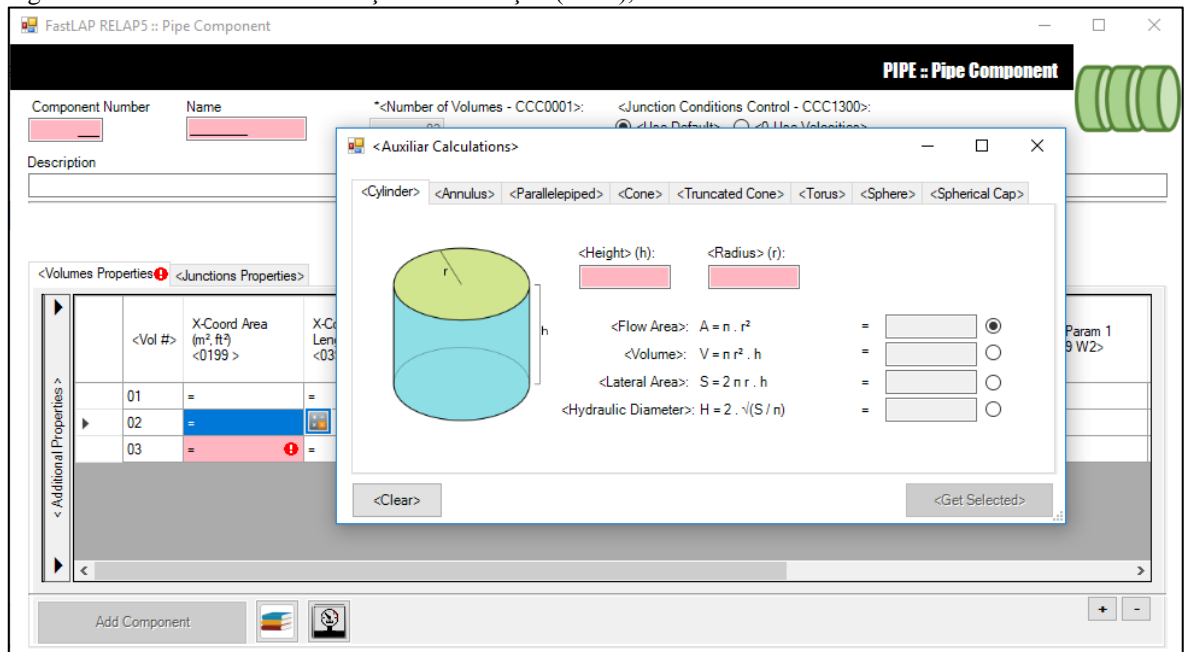 FastLAP RELAP5 :: Pipe Component
PIPE :: Pipe Component
Component Number Name *<Number of Volumes - CCC0001>: <Junction Conditions Control - CCC1300>:
<Auxiliar Calculations>
Description
<Cylinder> <Annulus> <Parallelepiped> <Cone> <Truncated Cone> <Torus> <Sphere> <Spherical Cap>
<Height> (h): <Radius> (r):
r
h
<Flow Area>: A = π . r² =
<Volume>: V = π r² . h =
<Lateral Area>: S = 2 π r . h =
<Hydraulic Diameter>: H = 2 . √(S / π) =
<Clear> <Get Selected>
<Volumes Properties <Junctions Properties>
< Additional Properties >
<Vol #> X-Coord Area
(m², ft²)
<0199 >
Param 1
01 = =
02 =
03 = =
Add Component
+ -